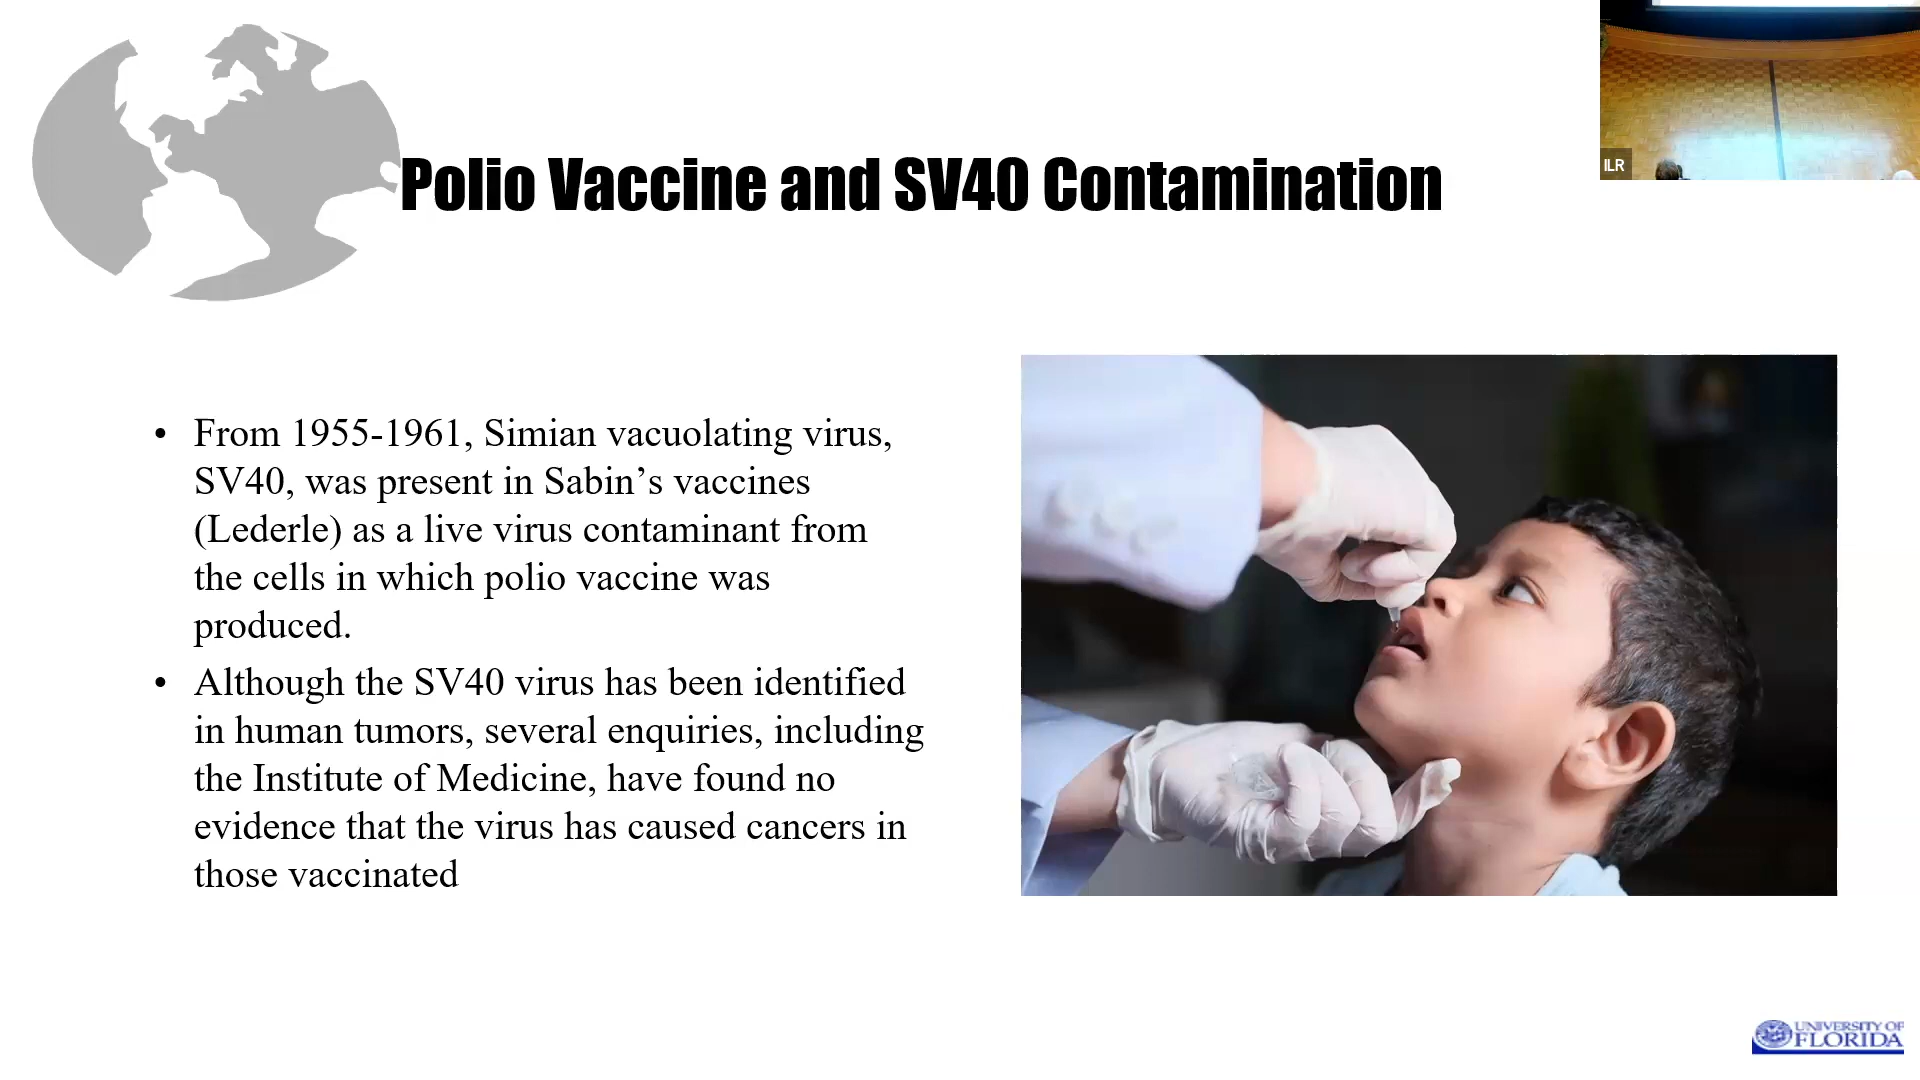 ILR
Polio Vaccine and SV40 Contamination
• From 1955-1961, Simian vacuolating virus,
SV40, was present in Sabin’s vaccines
(Lederle) as a live virus contaminant from
the cells in which polio vaccine was
produced.
• Although the SV40 virus has been identified
in human tumors, several enquiries, including
the Institute of Medicine, have found no
evidence that the virus has caused cancers in
those vaccinated
UNIVERSITY OF
FLORIDA